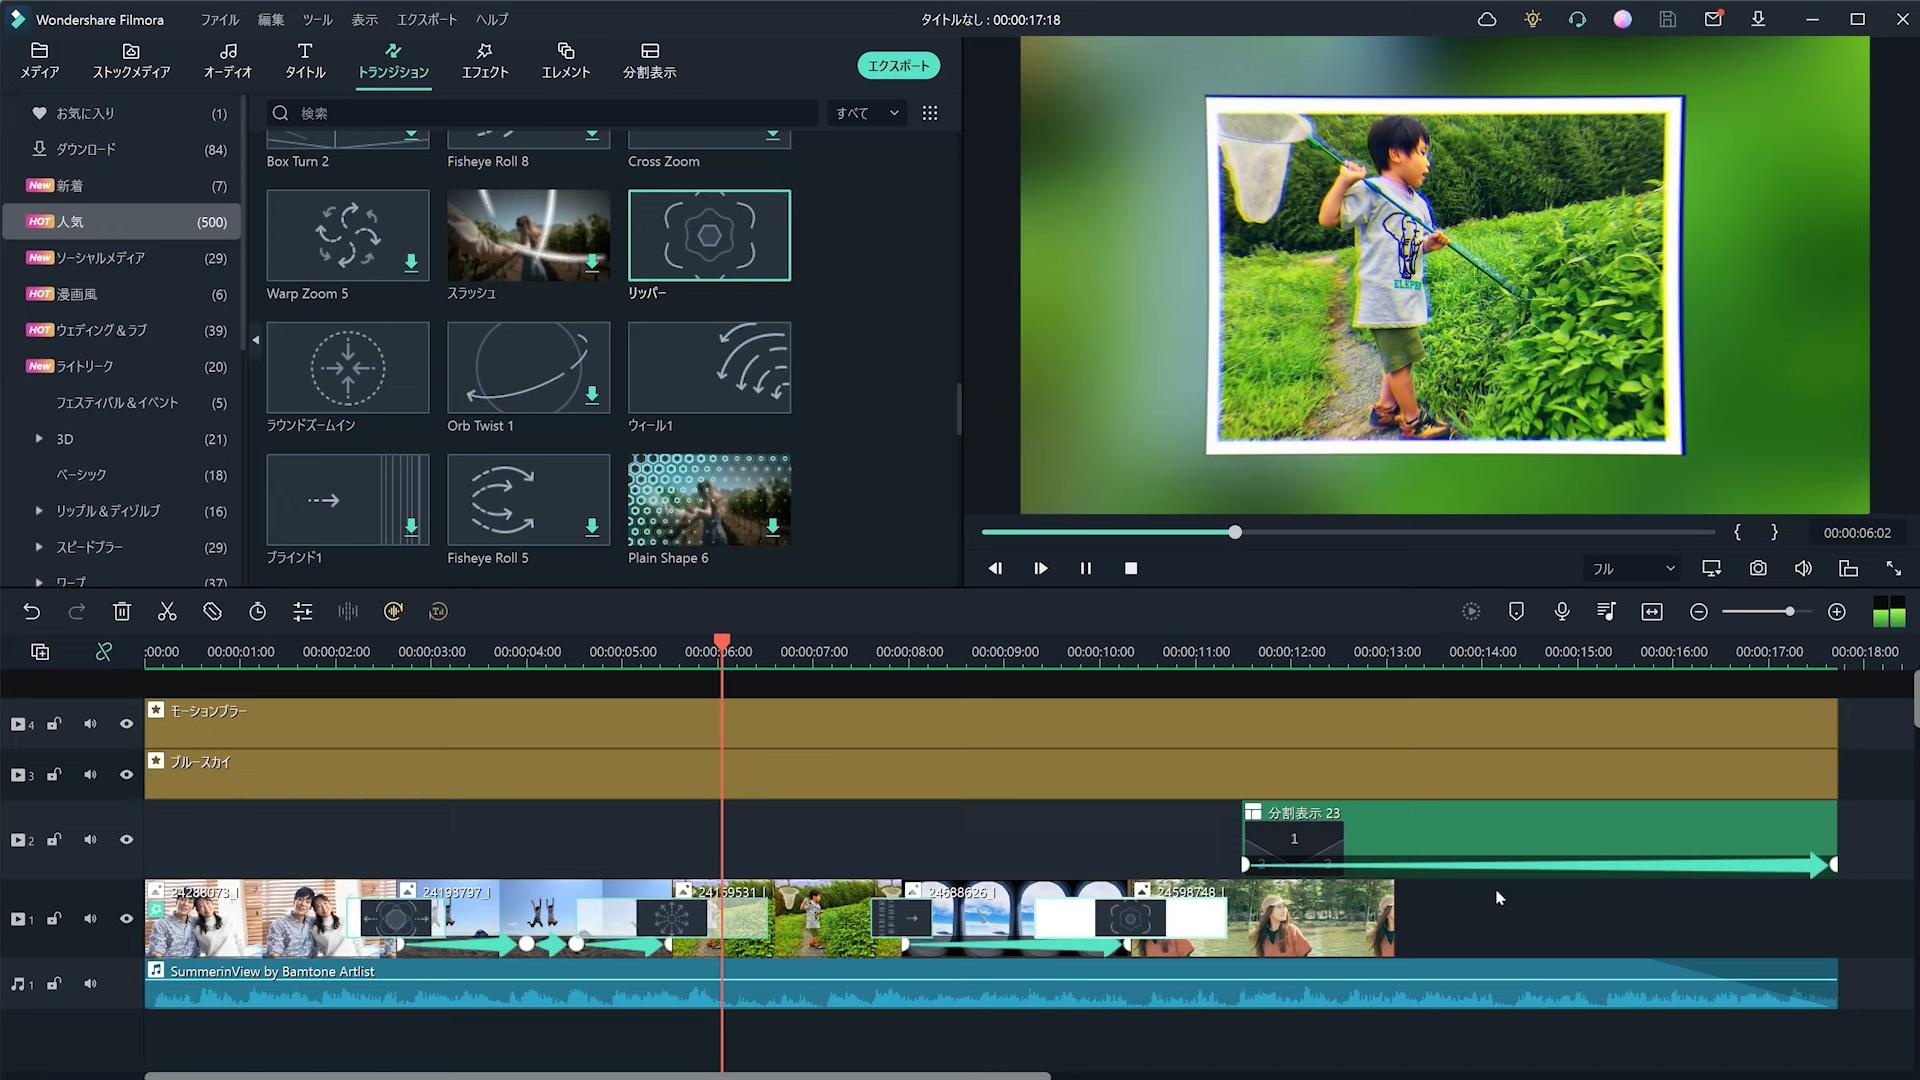 Wondershare Filmora
ファイル 編集 ツール 表示 エクスポート ヘルプ
タイトルなし : 00:00:17:18
メディア ストックメディア オーディオ タイトル トランジション エフェクト エレメント 分割表示
エクスポート
お気に入り (1)
ダウンロード (84)
New 新着 (7)
HOT 人気 (500)
New ソーシャルメディア (29)
HOT 漫画風 (6)
HOT ウェディング＆ラブ (39)
New ライトリーク (20)
フェスティバル＆イベント (5)
3D (21)
ベーシック (18)
リップル＆ディゾルブ (16)
スピードブラー (29)
ワープ (37)
検索
すべて
Box Turn 2
Fisheye Roll 8
Cross Zoom
Warp Zoom 5
スラッシュ
リッパー
ラウンドズームイン
Orb Twist 1
ウィール1
ブラインド1
Fisheye Roll 5
Plain Shape 6
{ } 00:00:06:02
フル
:00:00 00:00:01:00 00:00:02:00 00:00:03:00 00:00:04:00 00:00:05:00 00:00:06:00 00:00:07:00 00:00:08:00 00:00:09:00 00:00:10:00 00:00:11:00 00:00:12:00 00:00:13:00 00:00:14:00 00:00:15:00 00:00:16:00 00:00:17:00 00:00:18:00
4 モーションブラー
3 ブルースカイ
2 分割表示 23
1
2 3
1 24286073_l 24193797_l 24159531_l 24688626_l 24598748_l
1 SummerinView by Bamtone Artlist